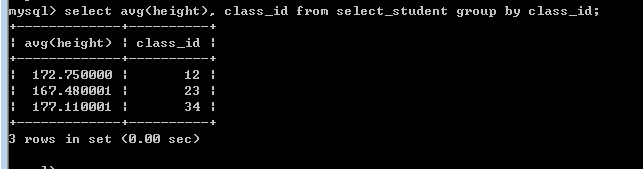 mysql> select avg(height), class_id from select_student group by class_id;
+-------------+----------+
| avg(height) | class_id |
+-------------+----------+
|  172.750000 |       12 |
|  167.480001 |       23 |
|  177.110001 |       34 |
+-------------+----------+
3 rows in set (0.00 sec)